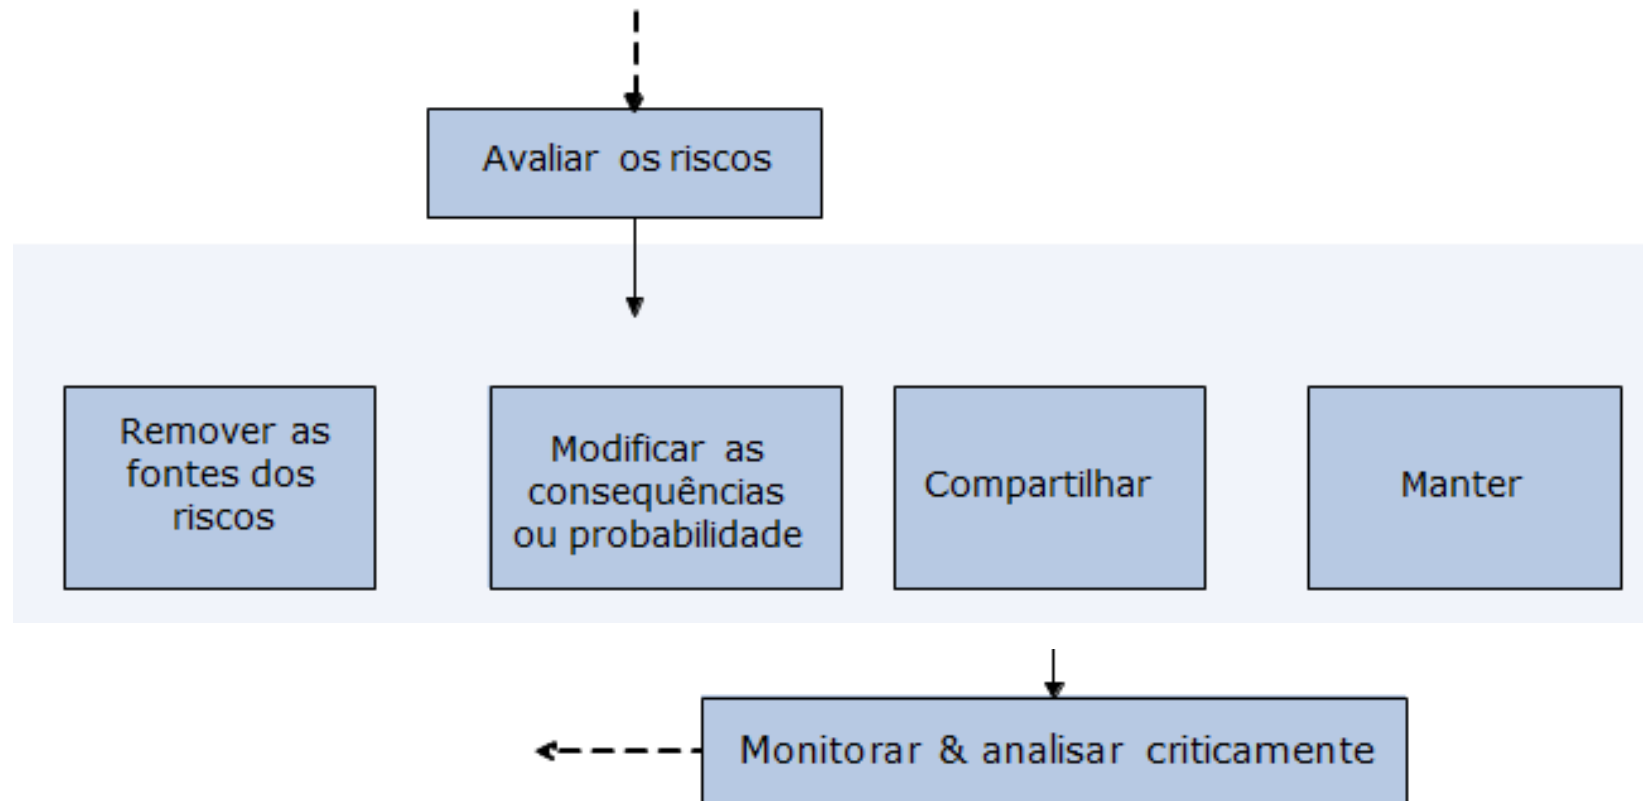 Avaliar os riscos
Remover as
fontes dos
riscos
Modificar as
consequências
ou probabilidade
Compartilhar
Manter
Monitorar & analisar criticamente